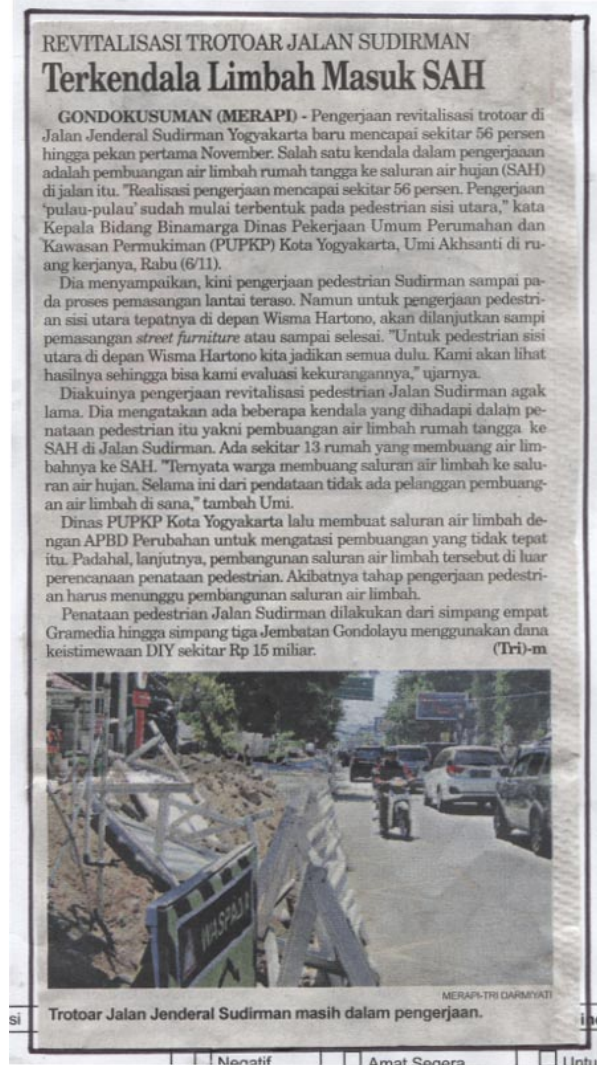 REVITALISASI TROTOAR JALAN SUDIRMAN
Terkendala Limbah Masuk SAH
GONDOKUSUMAN (MERAPI) - Pengerjaan revitalisasi trotoar di
Jalan Jenderal Sudirman Yogyakarta baru mencapai sekitar 56 persen
hingga pekan pertama November. Salah satu kendala dalam pengerjaaan
adalah pembuangan air limbah rumah tangga ke saluran air hujan (SAH)
di jalan itu. "Realisasi pengerjaan mencapai sekitar 56 persen. Pengerjaan
'pulau-pulau' sudah mulai terbentuk pada pedestrian sisi utara," kata
Kepala Bidang Binamarga Dinas Pekerjaan Umum Perumahan dan
Kawasan Permukiman (PUPKP) Kota Yogyakarta, Umi Akhsanti di ru-
ang kerjanya, Rabu (6/11).
Dia menyampaikan, kini pengerjaan pedestrian Sudirman sampai pa-
da proses pemasangan lantai teraso. Namun untuk pengerjaan pedestri-
an sisi utara tepatnya di depan Wisma Hartono, akan dilanjutkan sampi
pemasangan street furniture atau sampai selesai. "Untuk pedestrian sisi
utara di depan Wisma Hartono kita jadikan semua dulu. Kami akan lihat
hasilnya sehingga bisa kami evaluasi kekurangannya," ujarnya.
Diakuinya pengerjaan revitalisasi pedestrian Jalan Sudirman agak
lama. Dia mengatakan ada beberapa kendala yang dihadapi dalam pe-
nataan pedestrian itu yakni pembuangan air limbah rumah tangga ke
SAH di Jalan Sudirman. Ada sekitar 13 rumah yang membuang air lim-
bahnya ke SAH. "Ternyata warga membuang saluran air limbah ke salu-
ran air hujan. Selama ini dari pendataan tidak ada pelanggan pembuang-
an air limbah di sana," tambah Umi.
Dinas PUPKP Kota Yogyakarta lalu membuat saluran air limbah de-
ngan APBD Perubahan untuk mengatasi pembuangan yang tidak tepat
itu. Padahal, lanjutnya, pembangunan saluran air limbah tersebut di luar
perencanaan penataan pedestrian. Akibatnya tahap pengerjaan pedestri-
an harus menunggu pembangunan saluran air limbah.
Penataan pedestrian Jalan Sudirman dilakukan dari simpang empat
Gramedia hingga simpang tiga Jembatan Gondolayu menggunakan dana
keistimewaan DIY sekitar Rp 15 miliar. (Tri)-m
WASPADA
MERAPI-TRI DARMIYATI
Trotoar Jalan Jenderal Sudirman masih dalam pengerjaan.
si
Negatif Amat Segera Untu